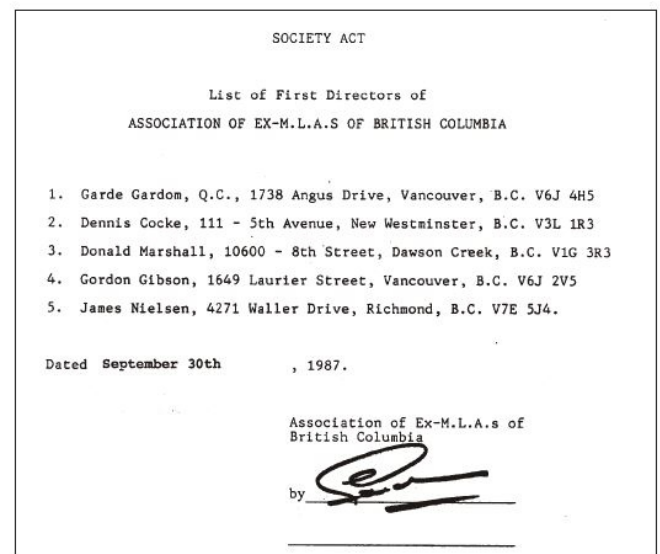 SOCIETY ACT
List of First Directors of
ASSOCIATION OF EX-M.L.A.S OF BRITISH COLUMBIA
1. Garde Gardom, Q.C., 1738 Angus Drive, Vancouver, B.C. V6J 4H5
2. Dennis Cocke, 111 - 5th Avenue, New Westminster, B.C. V3L 1R3
3. Donald Marshall, 10600 - 8th Street, Dawson Creek, B.C. V1G 3R3
4. Gordon Gibson, 1649 Laurier Street, Vancouver, B.C. V6J 2V5
5. James Nielsen, 4271 Waller Drive, Richmond, B.C. V7E 5J4.
Dated September 30th , 1987.
Association of Ex-M.L.A.s of
British Columbia
by